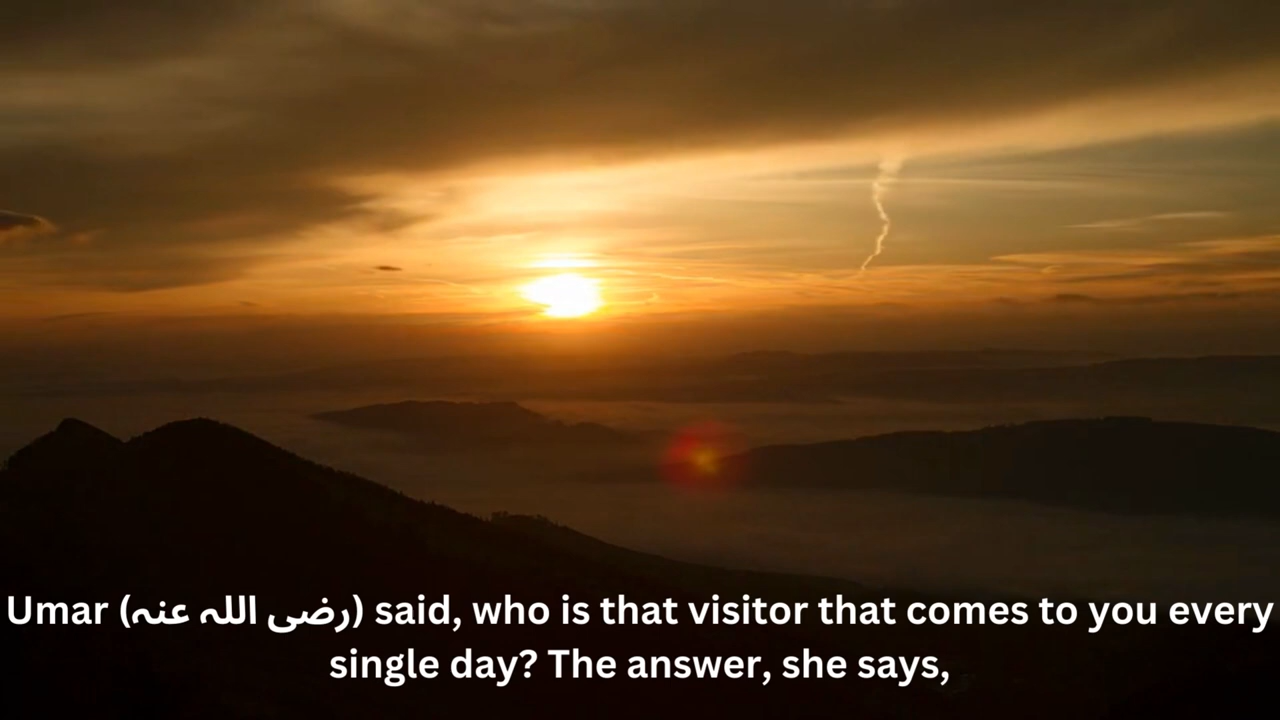 Umar (رضی اللہ عنہ) said, who is that visitor that comes to you every
single day? The answer, she says,